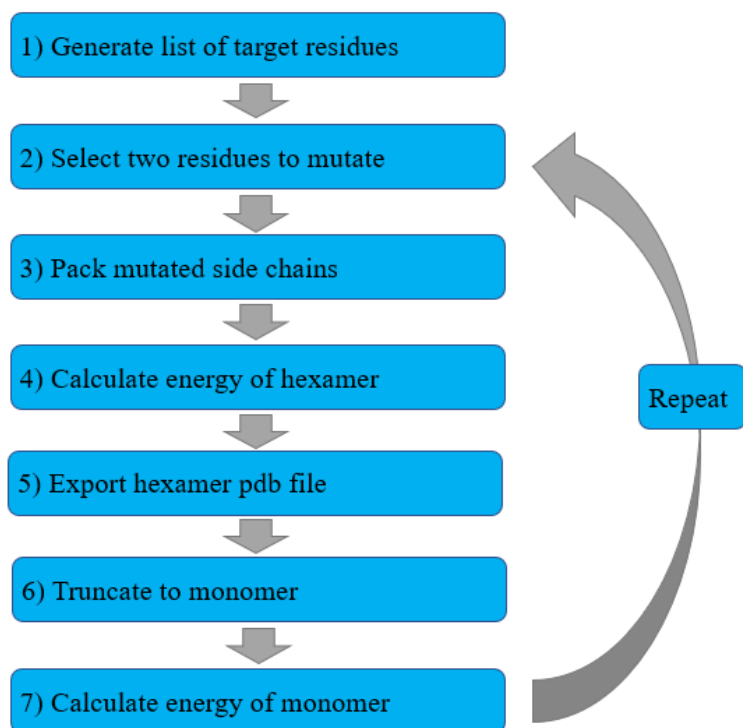 1) Generate list of target residues
2) Select two residues to mutate
3) Pack mutated side chains
4) Calculate energy of hexamer
Repeat
5) Export hexamer pdb file
6) Truncate to monomer
7) Calculate energy of monomer